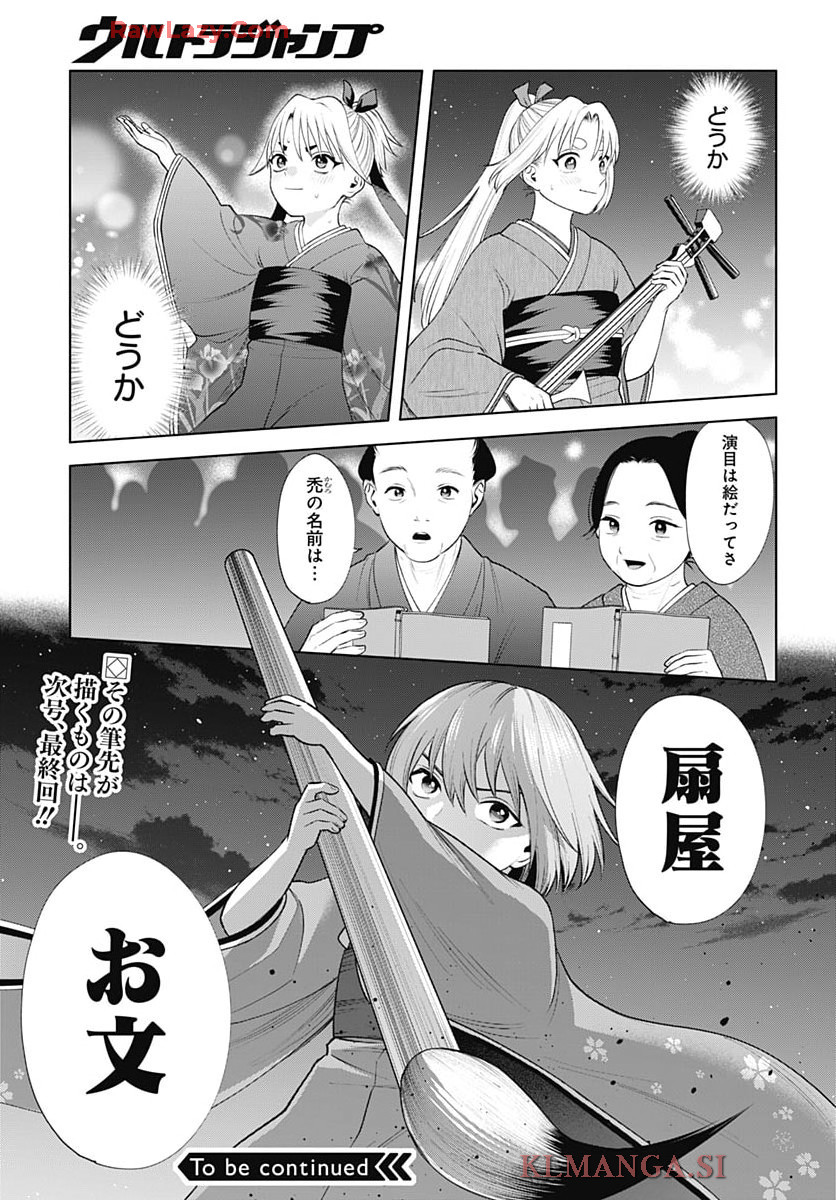 ウルトラジャンプ
RawLazy.Com
どうか
どうか
演目は絵だってさ
禿の名前は…
かむろ
扇屋
お文
その筆先が
描くものは――。
次号、最終回!!
To be continued
KLMANGA.SI